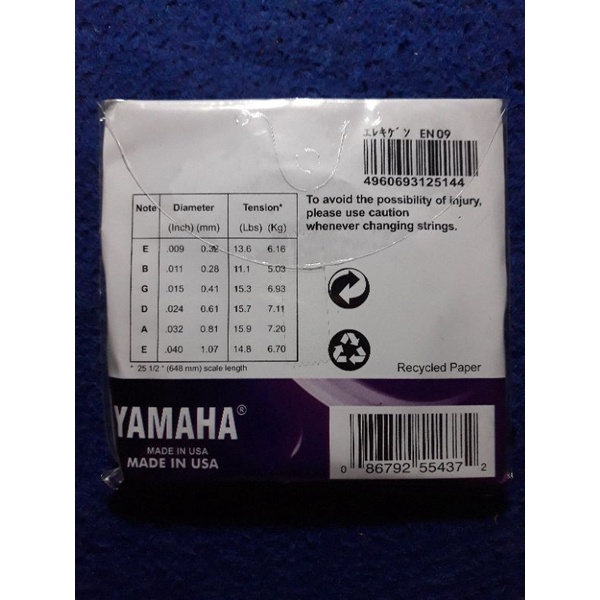 エレキゲン EN09
4960693125144
To avoid the possibility of injury,
please use caution
whenever changing strings.
Note Diameter Tension*
(Inch) (mm) (Lbs) (Kg)
E .009 13.6 6.16
B .011 0.28 11.1 5.03
G .015 0.41 15.3 6.93
D .024 0.61 15.7 7.11
A .032 0.81 15.9 7.20
E .040 1.07 14.8 6.70
* 25 1/2 " (648 mm) scale length
Recycled Paper
YAMAHA®
MADE IN USA
MADE IN USA
0 86792 55437 2